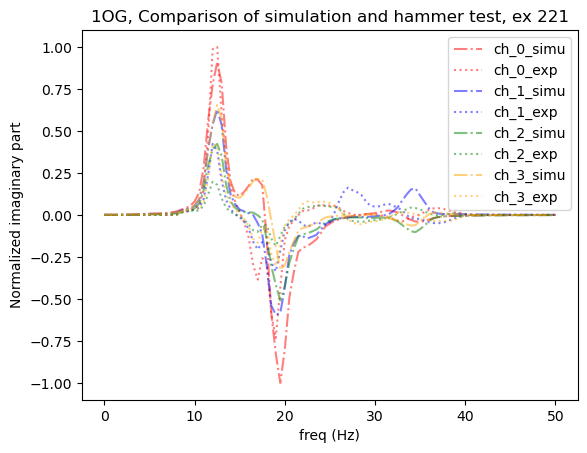 1OG, Comparison of simulation and hammer test, ex 221
1.00
0.75
0.50
0.25
0.00
−0.25
−0.50
−0.75
−1.00
Normalized imaginary part
ch_0_simu
ch_0_exp
ch_1_simu
ch_1_exp
ch_2_simu
ch_2_exp
ch_3_simu
ch_3_exp
0 10 20 30 40 50
freq (Hz)